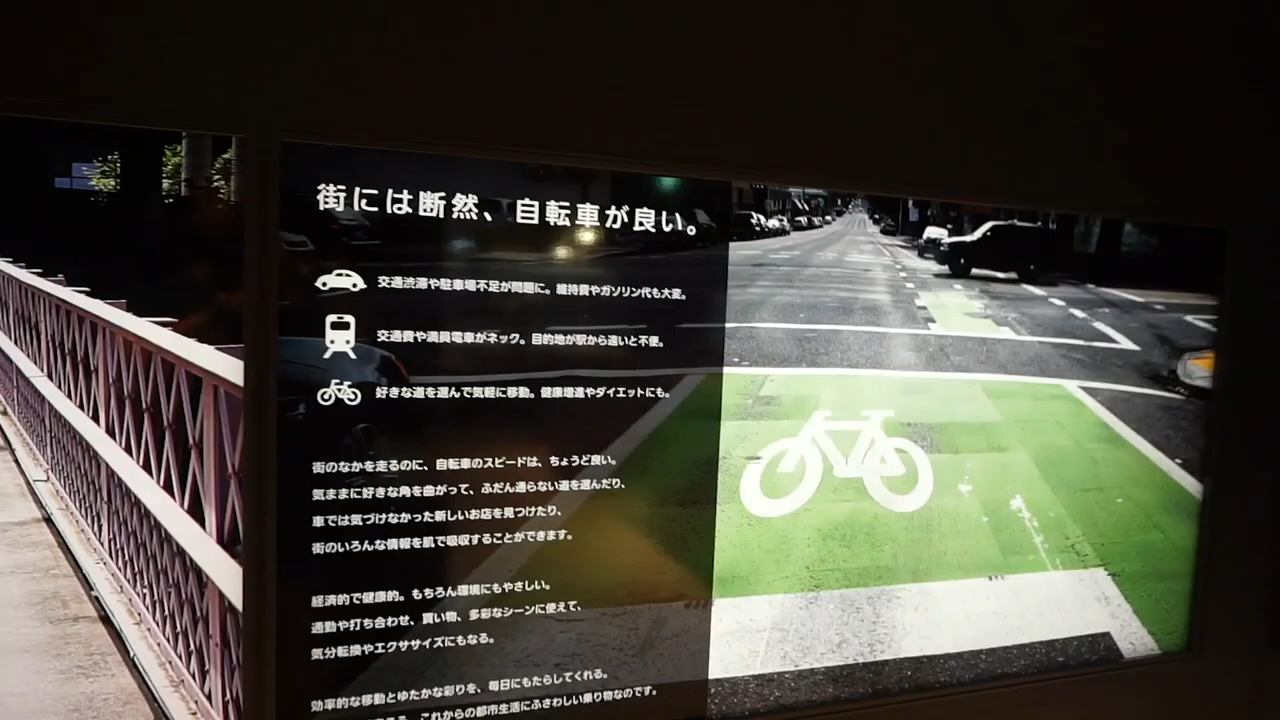 街には断然、自転車が良い。
交通渋滞や駐車場不足が問題に。維持費やガソリン代も大変。
交通費や満員電車がネック。目的地が駅から遠いと不便。
好きな道を選んで気軽に移動。健康増進やダイエットにも。
街のなかを走るのに、自転車のスピードは、ちょうど良い。
気ままに好きな角を曲がって、ふだん通らない道を選んだり、
車では気づけなかった新しいお店を見つけたり、
街のいろんな情報を肌で吸収することができます。
経済的で健康的。もちろん環境にもやさしい。
通勤や打ち合わせ、買い物、多彩なシーンに使えて、
気分転換やエクササイズにもなる。
効率的な移動とゆたかな彩りを、毎日にもたらしてくれる。
これからの都市生活にふさわしい乗り物なのです。